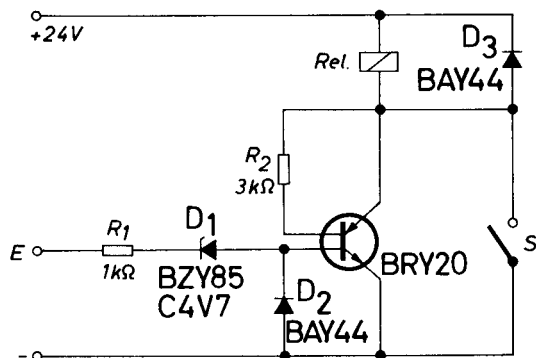 +24V
Rel.
D3
BAY44
R2
3kΩ
R1
1kΩ
E
D1
BZY85
C4V7
D2
BAY44
BRY20
S
-